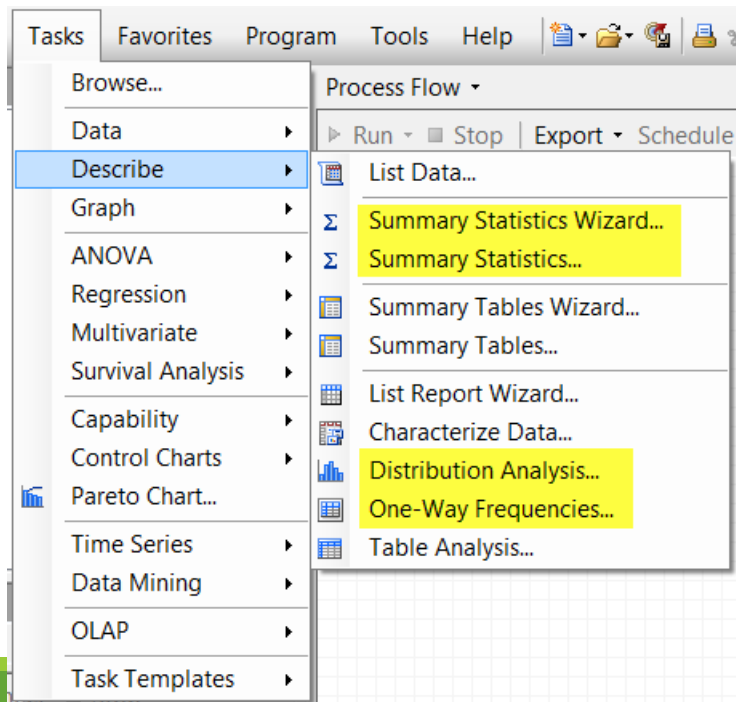 Tasks Favorites Program Tools Help
Browse...
Process Flow
Data
Run Stop Export Schedule
Describe
List Data...
Graph
Summary Statistics Wizard...
ANOVA
Summary Statistics...
Regression
Summary Tables Wizard...
Multivariate
Summary Tables...
Survival Analysis
List Report Wizard...
Capability
Characterize Data...
Control Charts
Distribution Analysis...
Pareto Chart...
One-Way Frequencies...
Time Series
Table Analysis...
Data Mining
OLAP
Task Templates